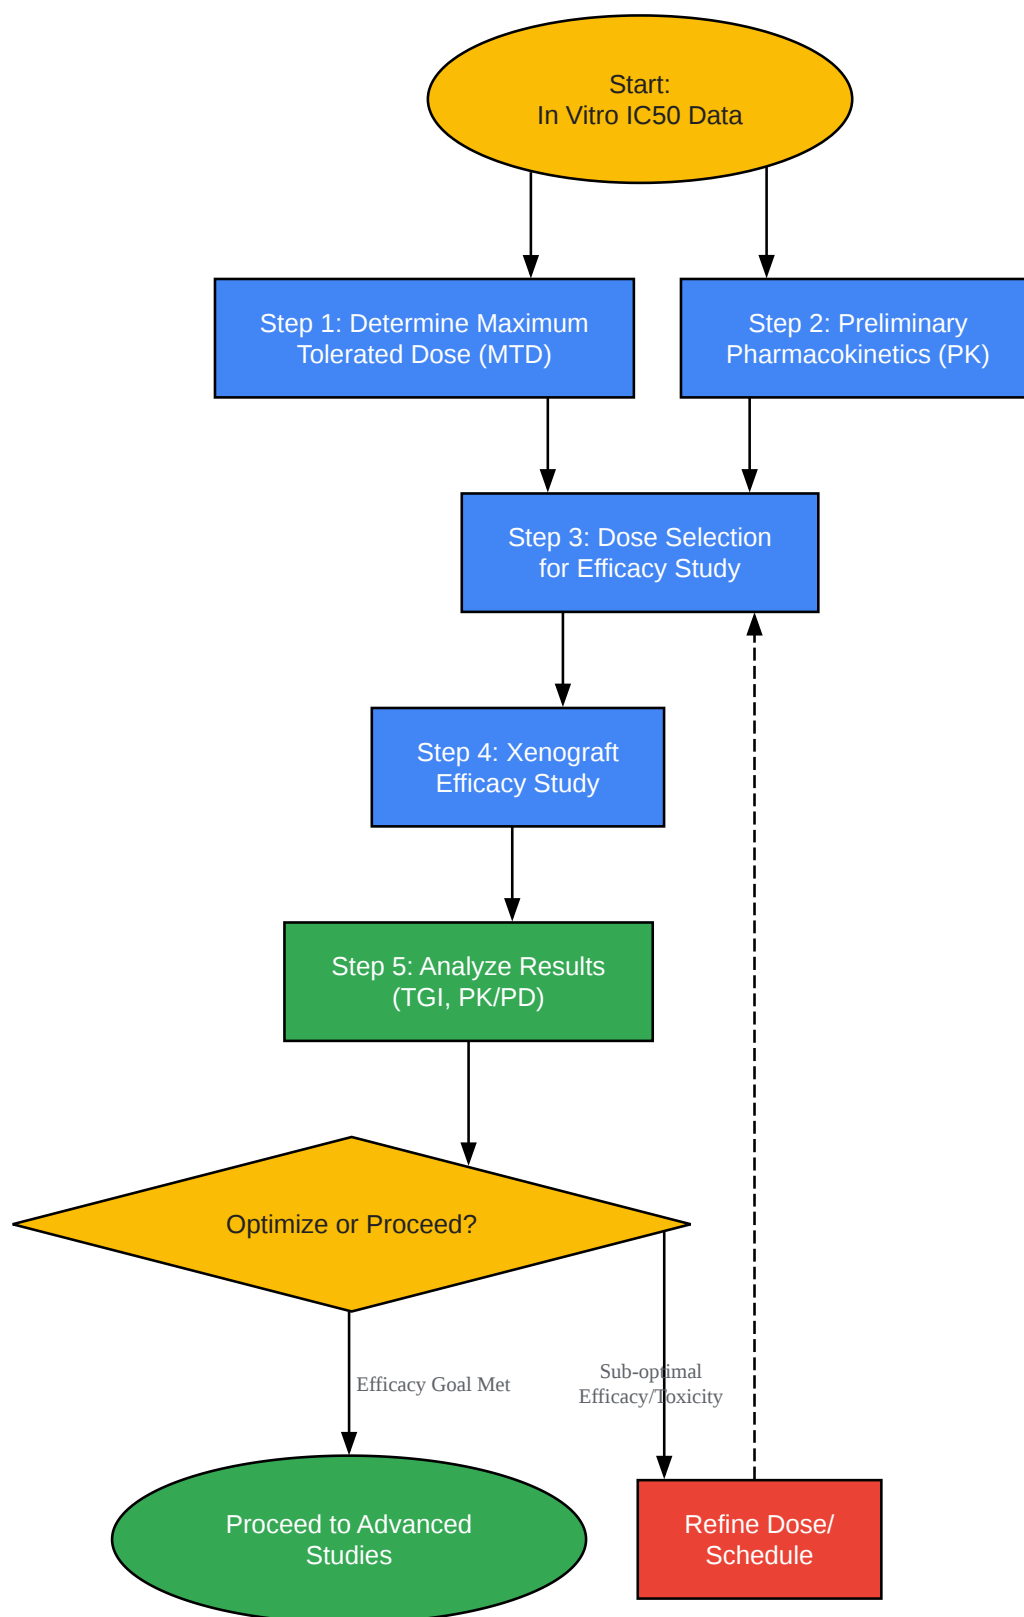 Start:
In Vitro IC50 Data
Step 1: Determine Maximum
Tolerated Dose (MTD)
Step 2: Preliminary
Pharmacokinetics (PK)
Step 3: Dose Selection
for Efficacy Study
Step 4: Xenograft
Efficacy Study
Step 5: Analyze Results
(TGI, PK/PD)
Optimize or Proceed?
Efficacy Goal Met
Sub-optimal
Efficacy/Toxicity
Proceed to Advanced
Studies
Refine Dose/
Schedule